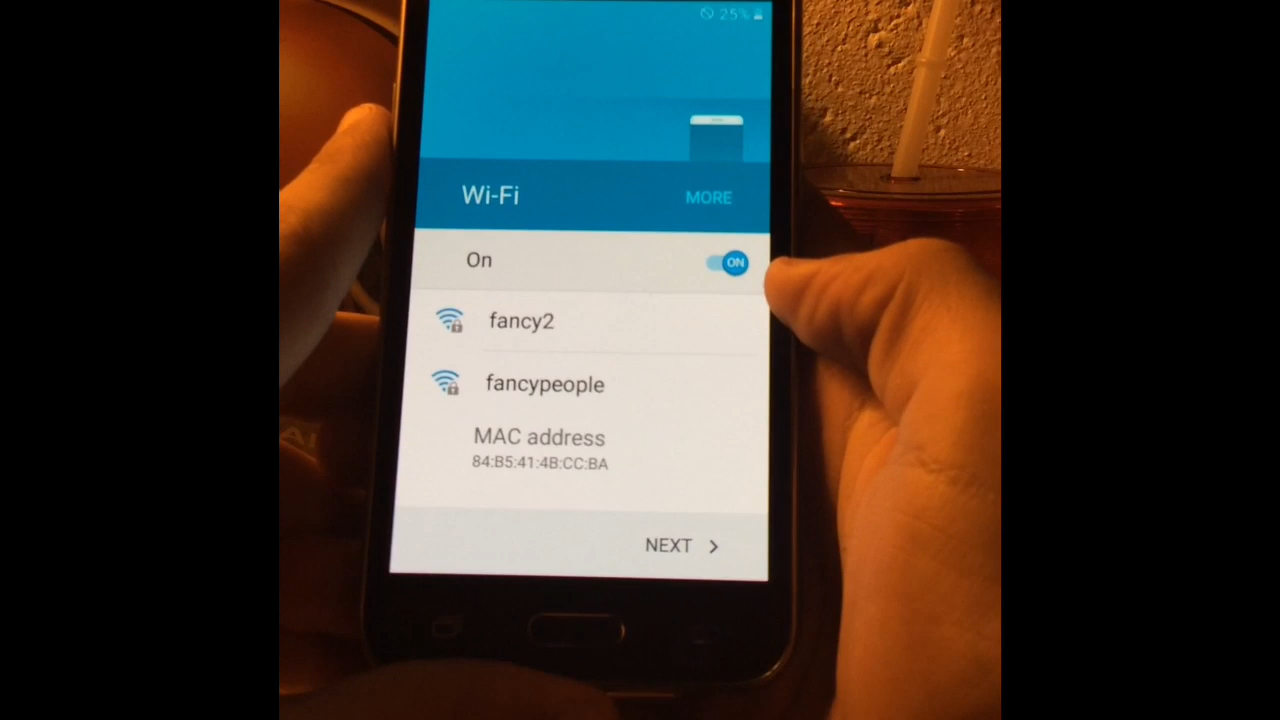 25%
Wi-Fi
MORE
On
ON
fancy2
fancypeople
MAC address
84:B5:41:4B:CC:BA
NEXT